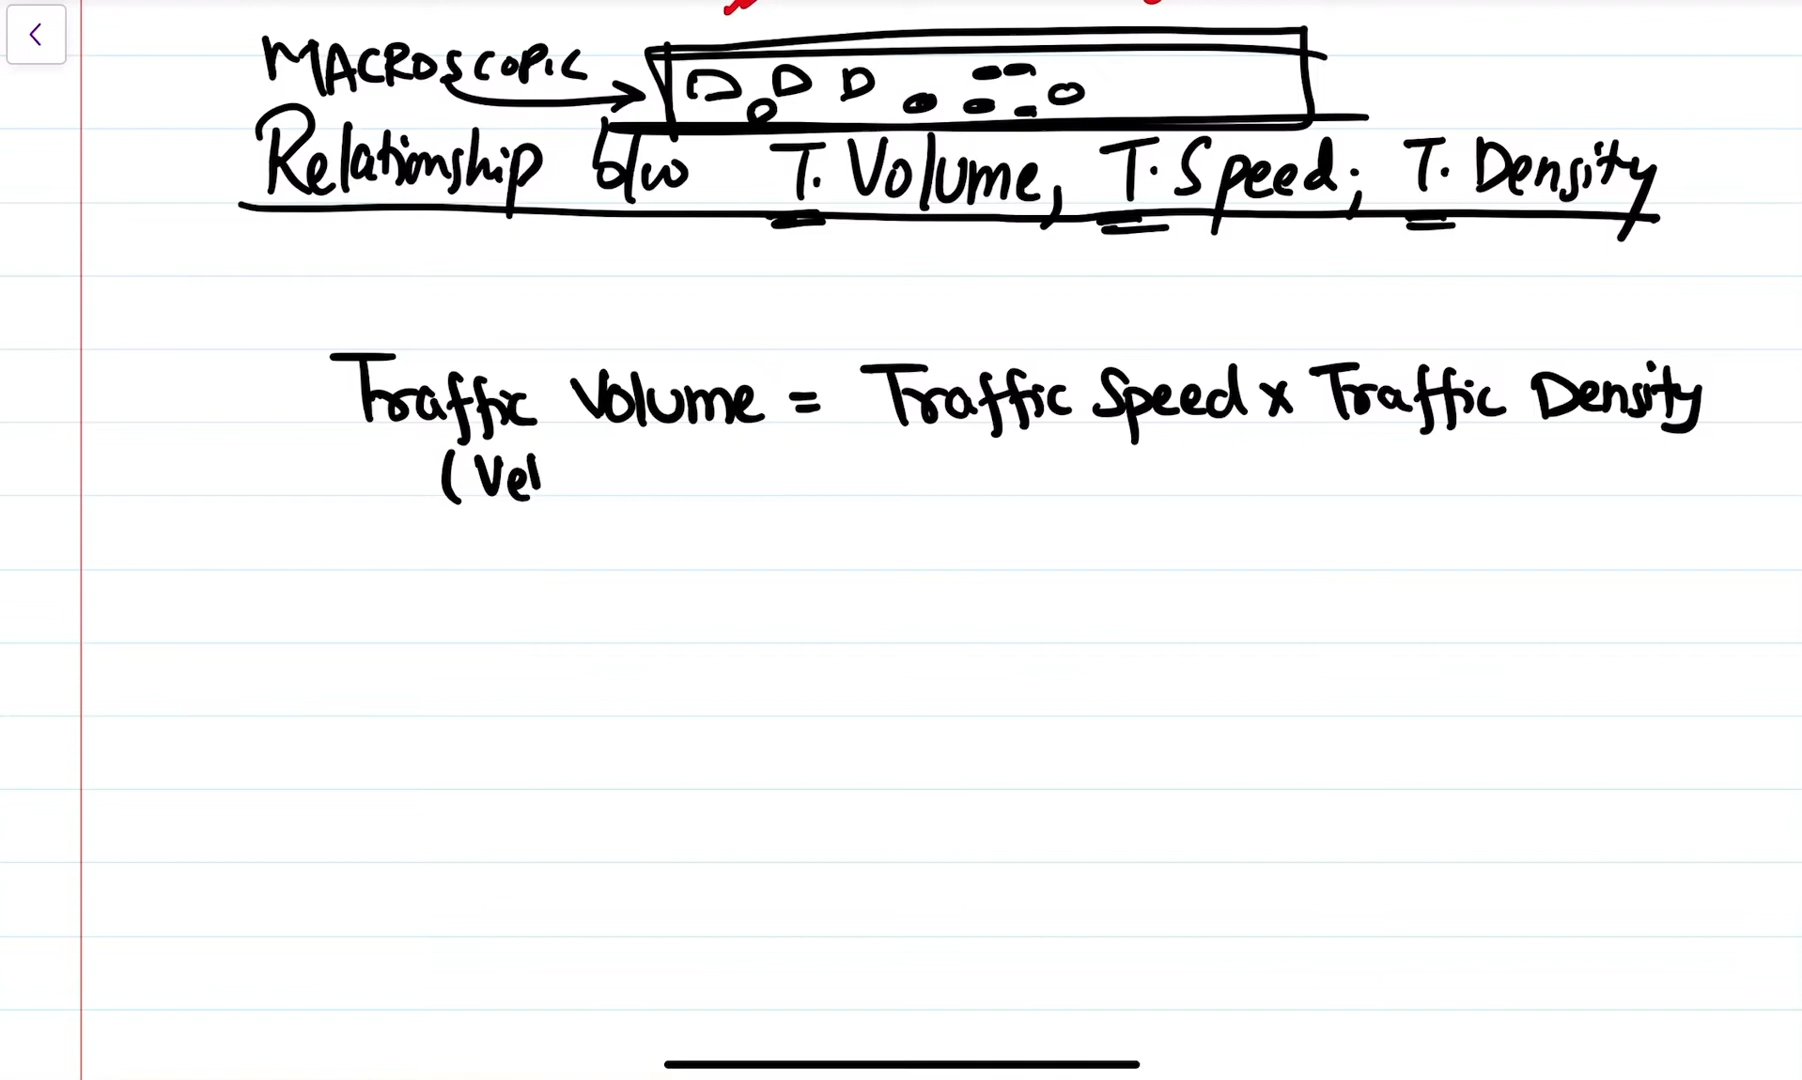 MACROSCOPIC
Relationship b/w T. Volume, T. Speed; T. Density
Traffic Volume = Traffic Speed x Traffic Density
(Vel